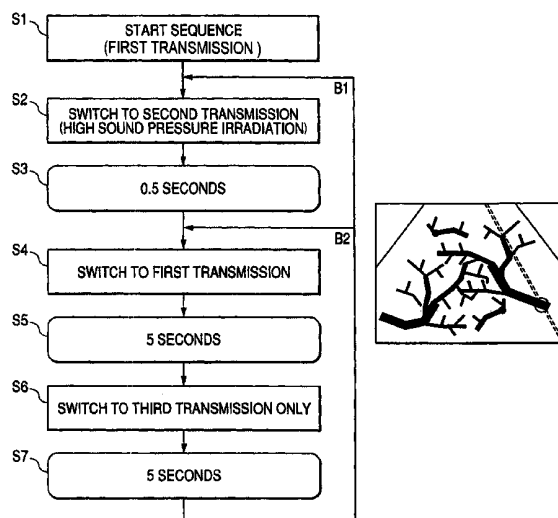 S1
START SEQUENCE
(FIRST TRANSMISSION )
B1
S2
SWITCH TO SECOND TRANSMISSION
(HIGH SOUND PRESSURE IRRADIATION)
S3
0.5 SECONDS
B2
S4
SWITCH TO FIRST TRANSMISSION
S5
5 SECONDS
S6
SWITCH TO THIRD TRANSMISSION ONLY
S7
5 SECONDS